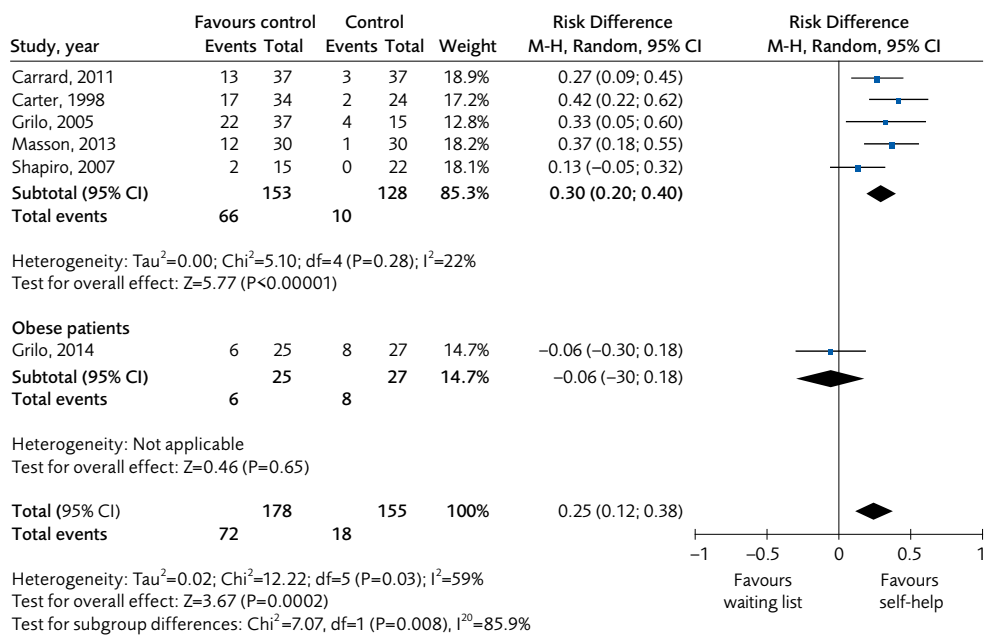 Favours control Control Risk Difference Risk Difference
Study, year Events Total Events Total Weight M-H, Random, 95% CI M-H, Random, 95% CI
Carrard, 2011 13 37 3 37 18.9% 0.27 (0.09; 0.45)
Carter, 1998 17 34 2 24 17.2% 0.42 (0.22; 0.62)
Grilo, 2005 22 37 4 15 12.8% 0.33 (0.05; 0.60)
Masson, 2013 12 30 1 30 18.2% 0.37 (0.18; 0.55)
Shapiro, 2007 2 15 0 22 18.1% 0.13 (−0.05; 0.32)
Subtotal (95% CI) 153 128 85.3% 0.30 (0.20; 0.40)
Total events 66 10
Heterogeneity: Tau²=0.00; Chi²=5.10; df=4 (P=0.28); I²=22%
Test for overall effect: Z=5.77 (P<0.00001)
Obese patients
Grilo, 2014 6 25 8 27 14.7% −0.06 (−0.30; 0.18)
Subtotal (95% CI) 25 27 14.7% −0.06 (−30; 0.18)
Total events 6 8
Heterogeneity: Not applicable
Test for overall effect: Z=0.46 (P=0.65)
Total (95% CI) 178 155 100% 0.25 (0.12; 0.38)
Total events 72 18
−1 −0.5 0 0.5 1
Favours waiting list Favours self-help
Heterogeneity: Tau²=0.02; Chi²=12.22; df=5 (P=0.03); I²=59%
Test for overall effect: Z=3.67 (P=0.0002)
Test for subgroup differences: Chi²=7.07, df=1 (P=0.008), I²⁰=85.9%